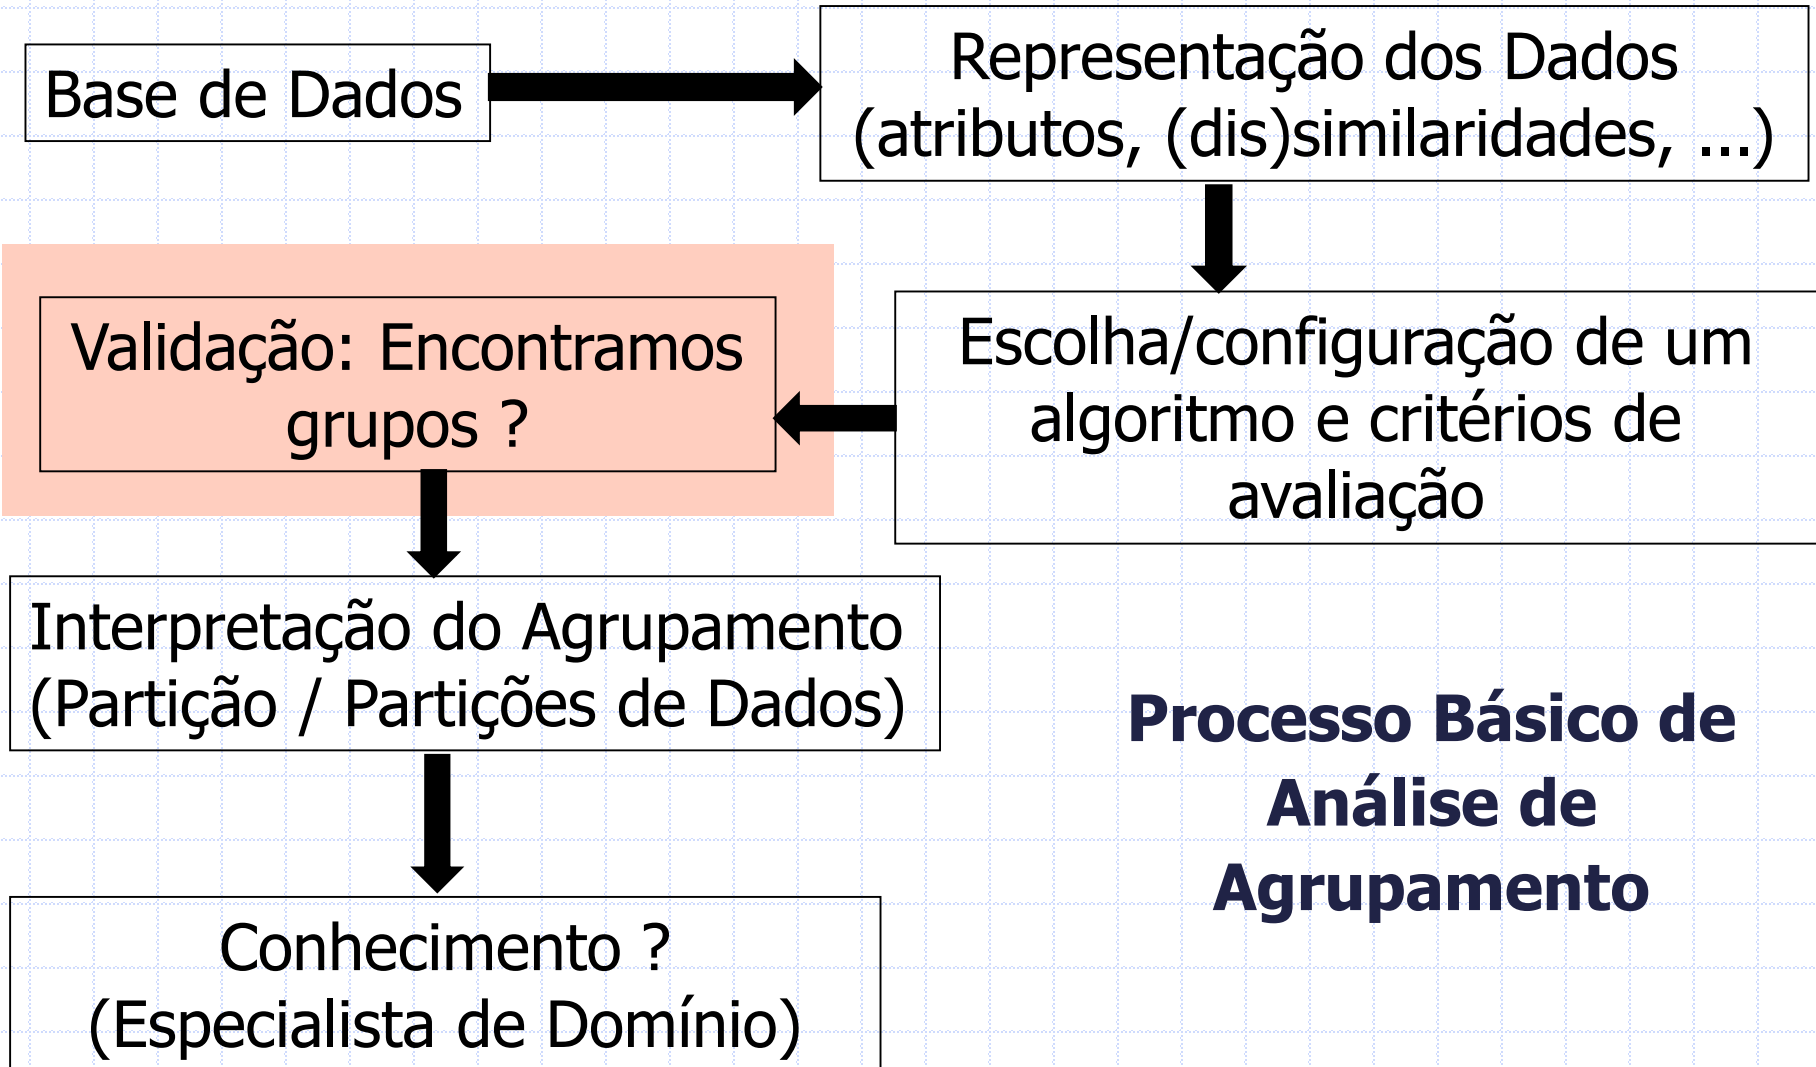 Base de Dados
Representação dos Dados
(atributos, (dis)similaridades, ...)
Escolha/configuração de um
algoritmo e critérios de
avaliação
Validação: Encontramos
grupos ?
Interpretação do Agrupamento
(Partição / Partições de Dados)
Conhecimento ?
(Especialista de Domínio)
Processo Básico de
Análise de
Agrupamento